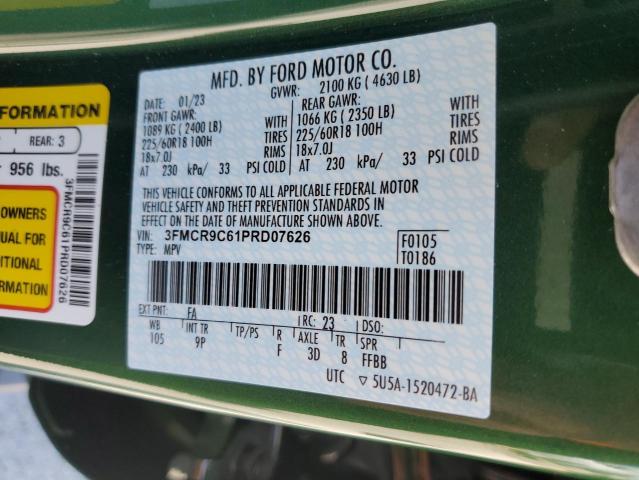 FORMATION
REAR: 3
956 lbs.
OWNERS
UAL FOR
ITIONAL
RMATION
3FMCR9C61PRD07626
MFD. BY FORD MOTOR CO.
DATE: 01/23 GVWR: 2100 KG ( 4630 LB)
FRONT GAWR: REAR GAWR:
1089 KG ( 2400 LB) WITH 1066 KG ( 2350 LB) WITH
225/60R18 100H TIRES 225/60R18 100H TIRES
18x7.0J RIMS 18x7.0J RIMS
AT 230 kPa/ 33 PSI COLD AT 230 kPa/ 33 PSI COLD
THIS VEHICLE CONFORMS TO ALL APPLICABLE FEDERAL MOTOR
VEHICLE SAFETY AND THEFT PREVENTION STANDARDS IN
EFFECT ON THE DATE OF MANUFACTURE SHOWN ABOVE.
VIN: 3FMCR9C61PRD07626 F0105
TYPE: MPV T0186
EXT PNT: FA RC: 23 DSO:
WB INT TR TP/PS R AXLE TR SPR
105 9P F 3D 8 FFBB
UTC ▽ 5U5A-1520472-BA